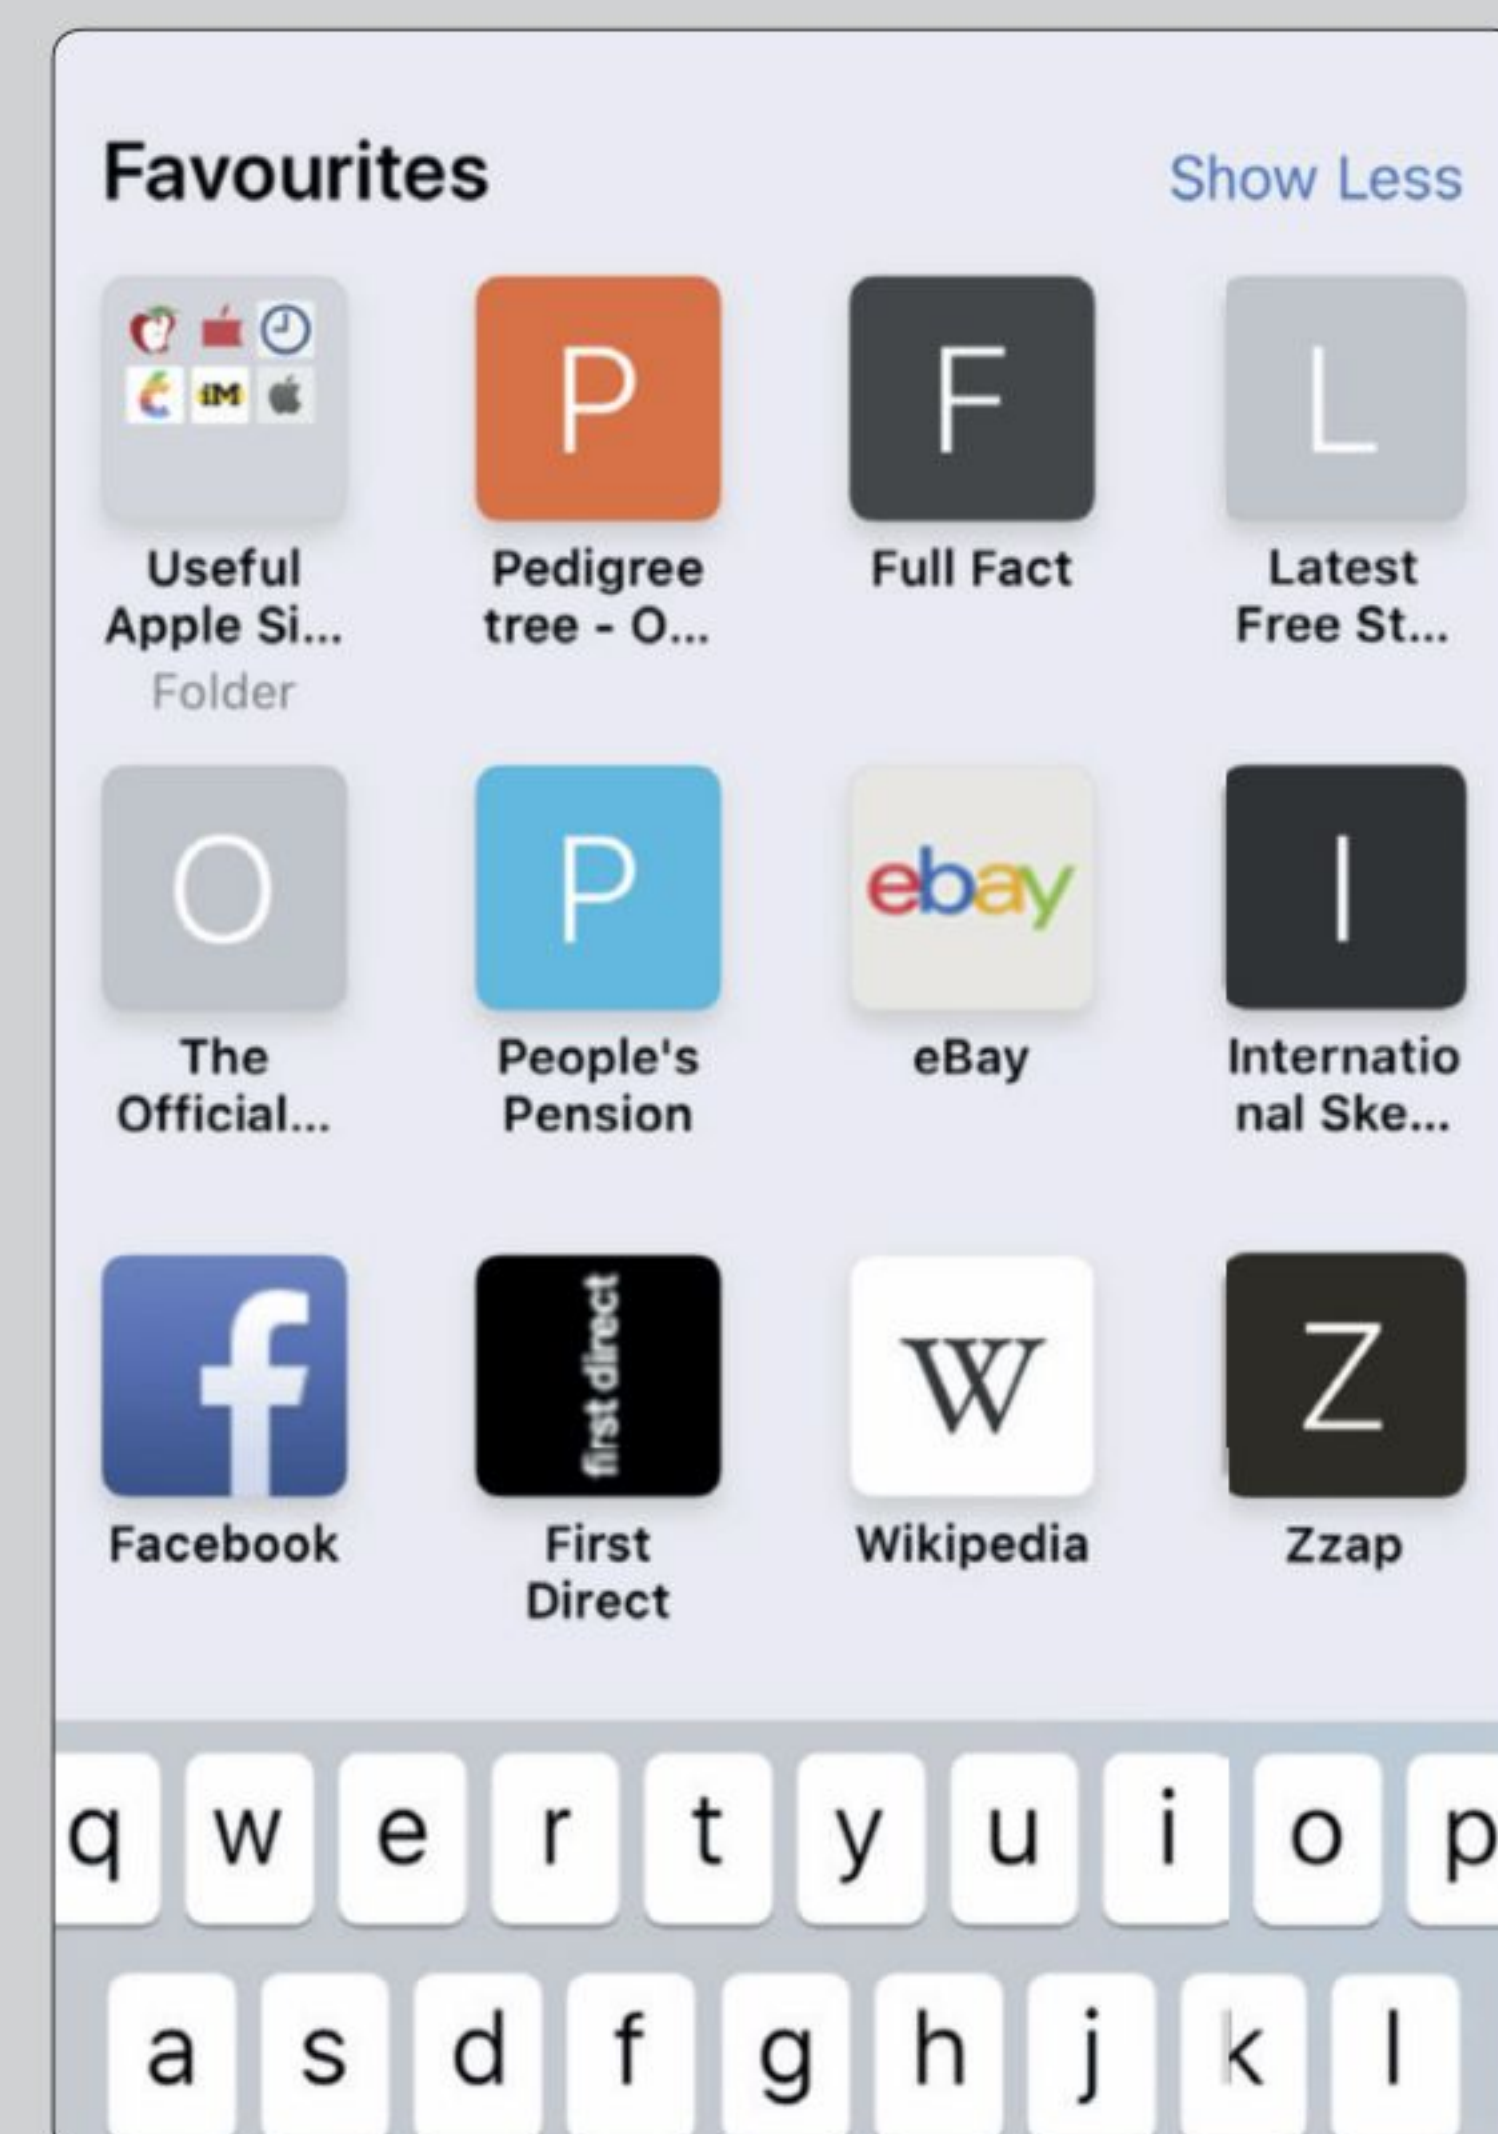 Favourites
Show Less
iM
P
F
L
Useful
Apple Si...
Folder
Pedigree
tree - O...
Full Fact
Latest
Free St...
O
P
ebay
I
The
Official...
People's
Pension
eBay
Internatio
nal Ske...
f
first direct
W
Z
Facebook
First
Direct
Wikipedia
Zzap
q w e r t y u i o p
a s d f g h j k l